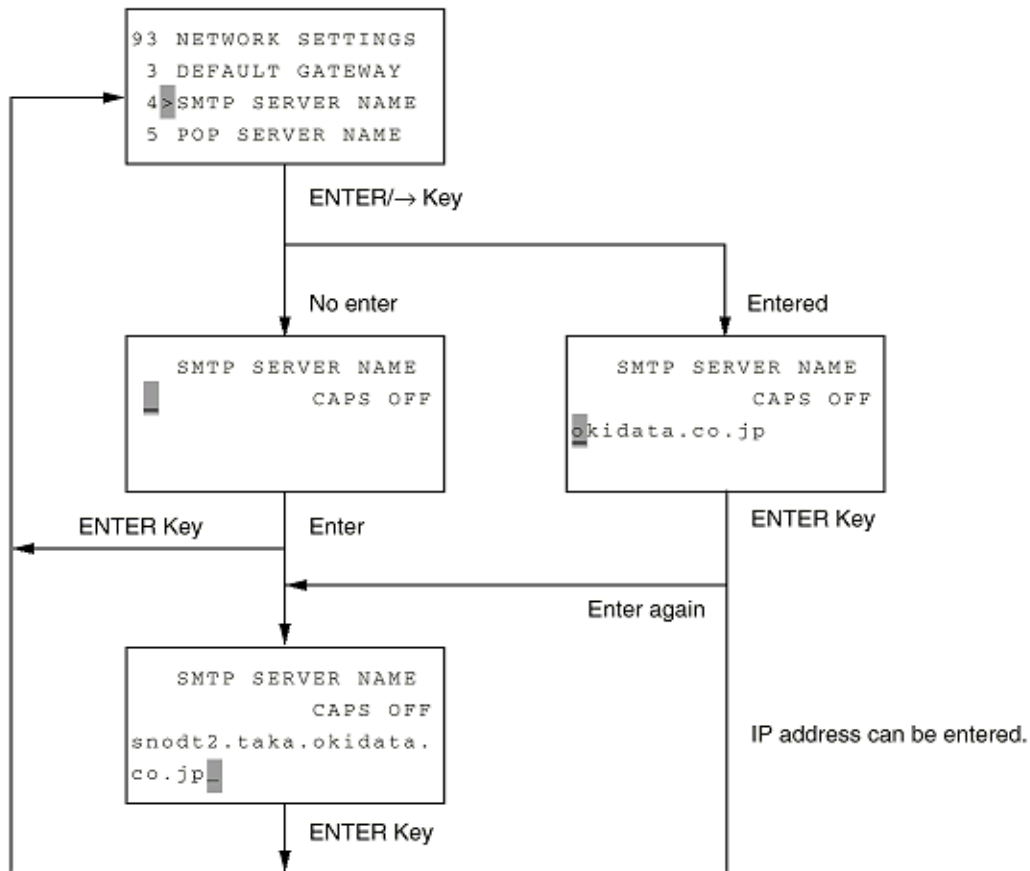 93 NETWORK SETTINGS
3 DEFAULT GATEWAY
4>SMTP SERVER NAME
5 POP SERVER NAME
ENTER/→ Key
No enter
Entered
SMTP SERVER NAME
CAPS OFF
_
SMTP SERVER NAME
CAPS OFF
okidata.co.jp
ENTER Key
Enter
ENTER Key
Enter again
SMTP SERVER NAME
CAPS OFF
snodt2.taka.okidata.
co.jp_
IP address can be entered.
ENTER Key